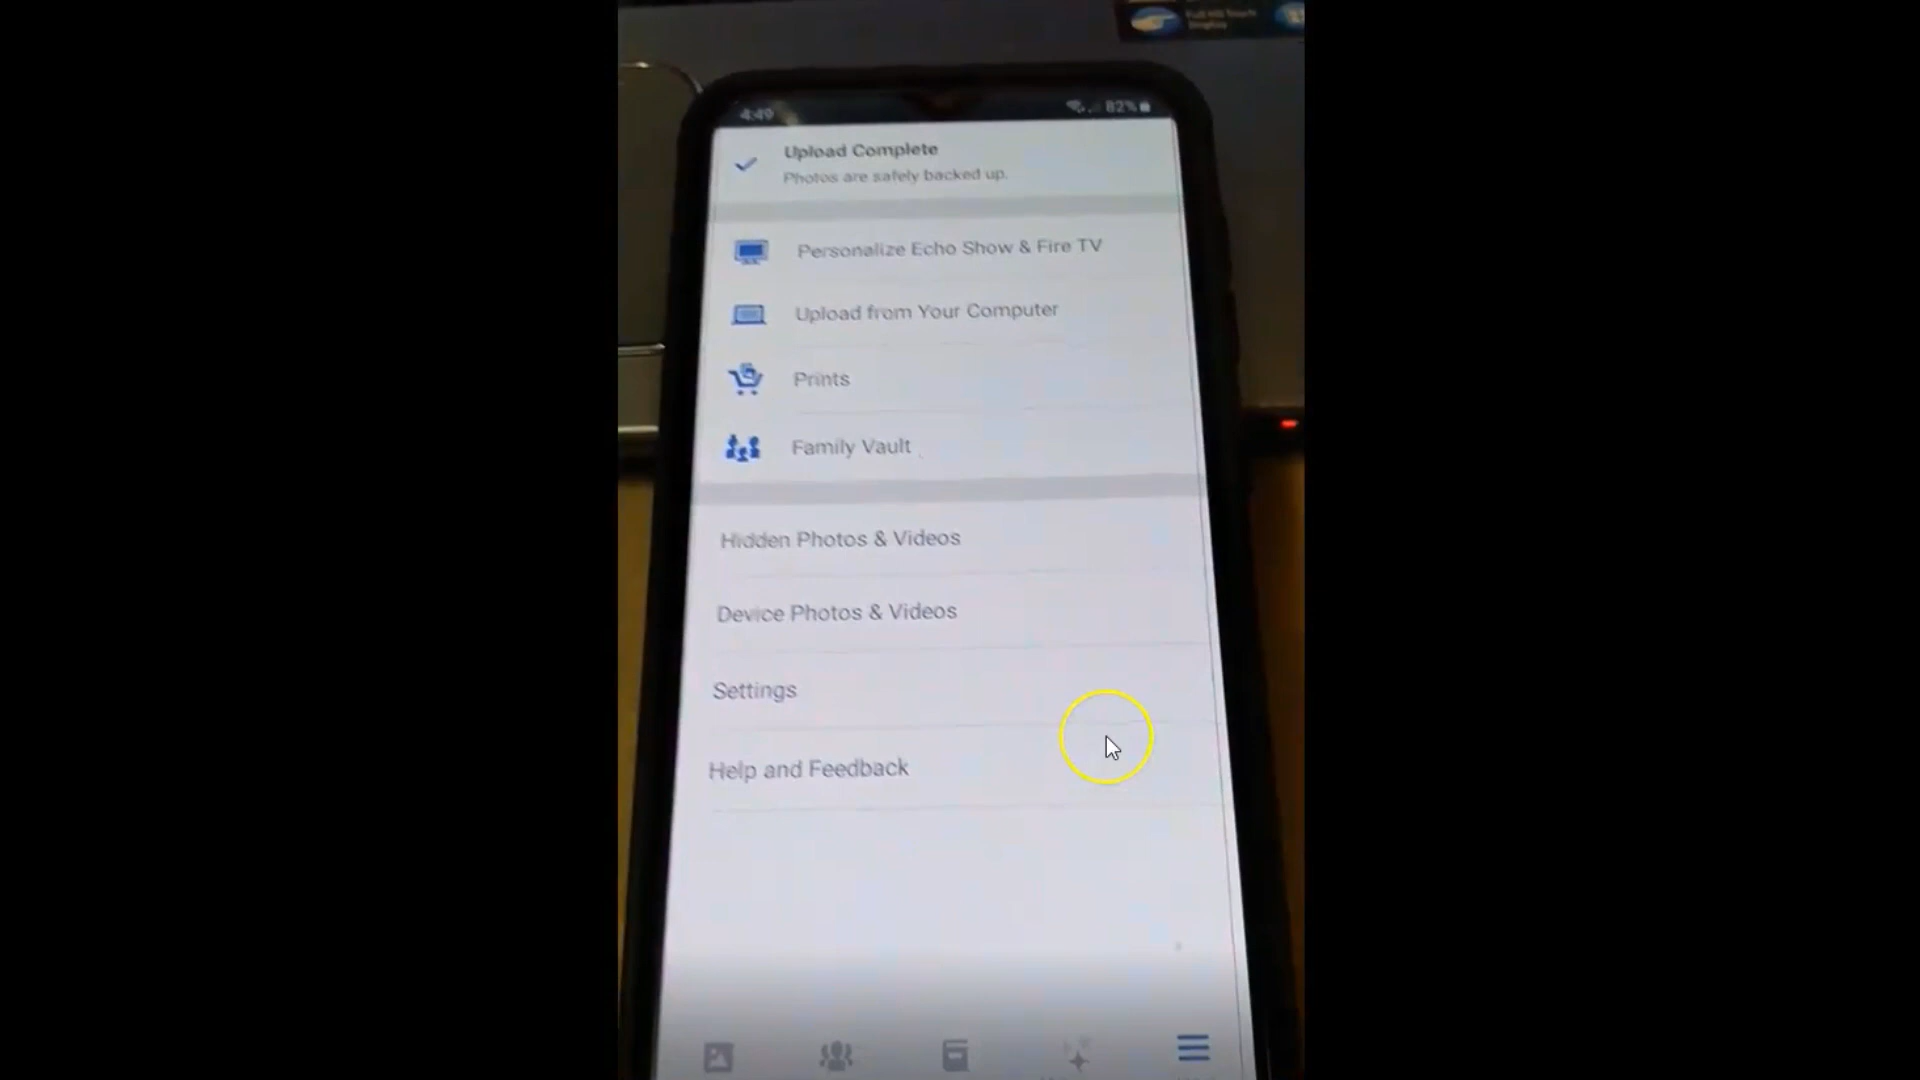 4:49
82%
Upload Complete
Photos are safely backed up.
Personalize Echo Show & Fire TV
Upload from Your Computer
Prints
Family Vault
Hidden Photos & Videos
Device Photos & Videos
Settings
Help and Feedback